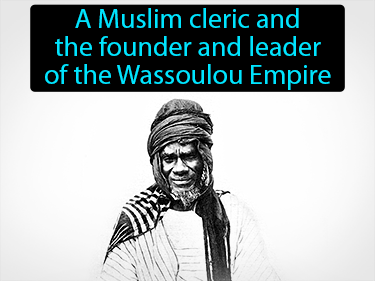 A Muslim cleric and
the founder and leader
of the Wassoulou Empire